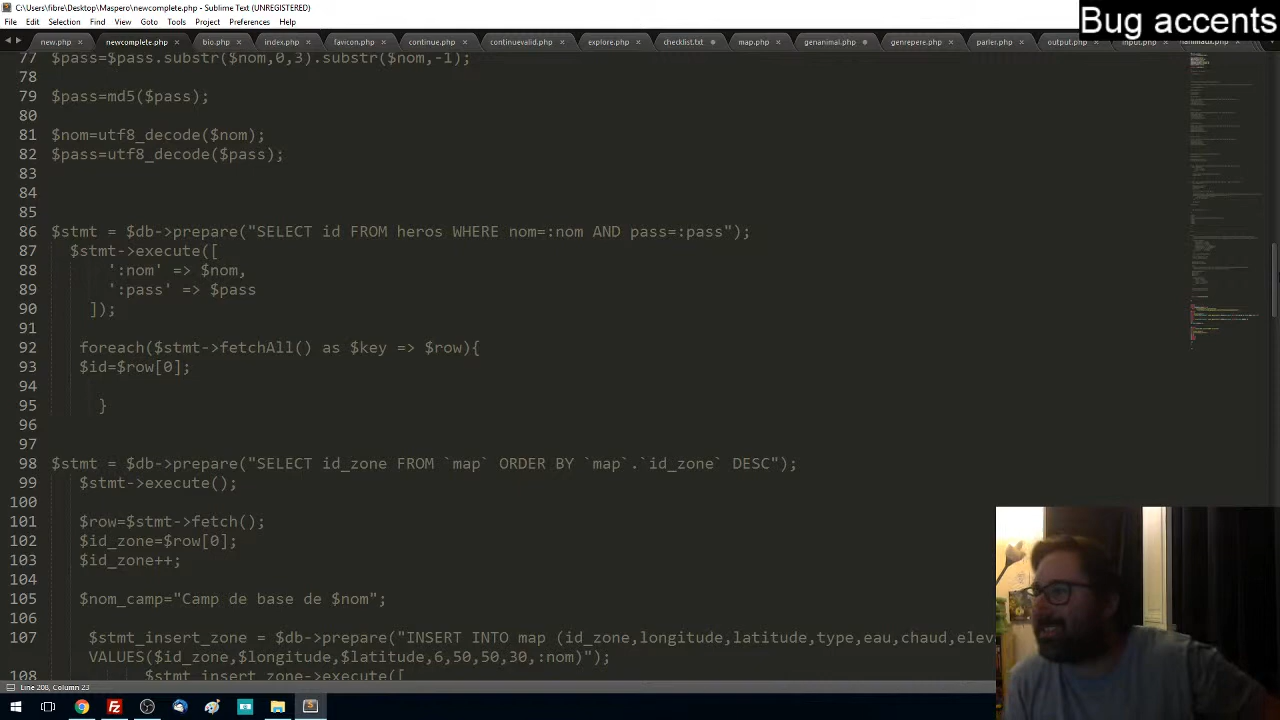 C:\Users\fibre\Desktop\Maspero\newcomplete.php - Sublime Text (UNREGISTERED)
Bug accents
File Edit Selection Find View Goto Tools Project Preferences Help
new.php newcomplete.php bio.php index.php favcon.php continue.php continuevalid.php explore.php checklist.txt map.php genanimal.php genrepere.php parler.php output.php input.php
77 $pass=$pass.substr($nom,0,3).substr($nom,-1);
78
79 $pass=md5($pass);
80
81 $nom=utf8_decode($nom);
82 $pass=utf8_decode($pass);
83
84
85
86 $stmt = $db->prepare("SELECT id FROM heros WHERE nom=:nom AND pass=:pass");
87 $stmt->execute([
88 ':nom' => $nom,
89 ':pass' => $pass
90 ]);
91
92 foreach($stmt->fetchAll() as $key => $row){
93 $id=$row[0];
94
95 }
96
97
98 $stmt = $db->prepare("SELECT id_zone FROM `map` ORDER BY `map`.`id_zone` DESC");
99 $stmt->execute();
100
101 $row=$stmt->fetch();
102 $id_zone=$row[0];
103 $id_zone++;
104
105 $nom_camp="Camp de base de $nom";
106
107 $stmt_insert_zone = $db->prepare("INSERT INTO map (id_zone,longitude,latitude,type,eau,chaud,elev
VALUES($id_zone,$longitude,$latitude,6,50,50,30,:nom)");
108 $stmt_insert_zone->execute([
Line 208, Column 23